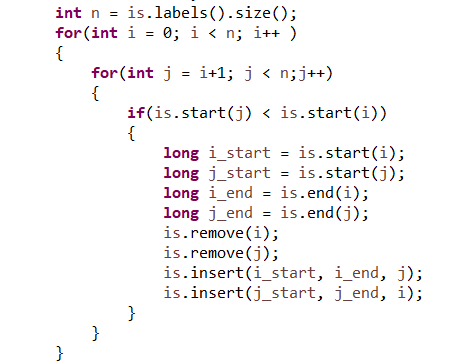 int n = is.labels().size();
for(int i = 0; i < n; i++ )
{
    for(int j = i+1; j < n;j++)
    {
        if(is.start(j) < is.start(i))
        {
            long i_start = is.start(i);
            long j_start = is.start(j);
            long i_end = is.end(i);
            long j_end = is.end(j);
            is.remove(i);
            is.remove(j);
            is.insert(i_start, i_end, j);
            is.insert(j_start, j_end, i);
        }
    }
}